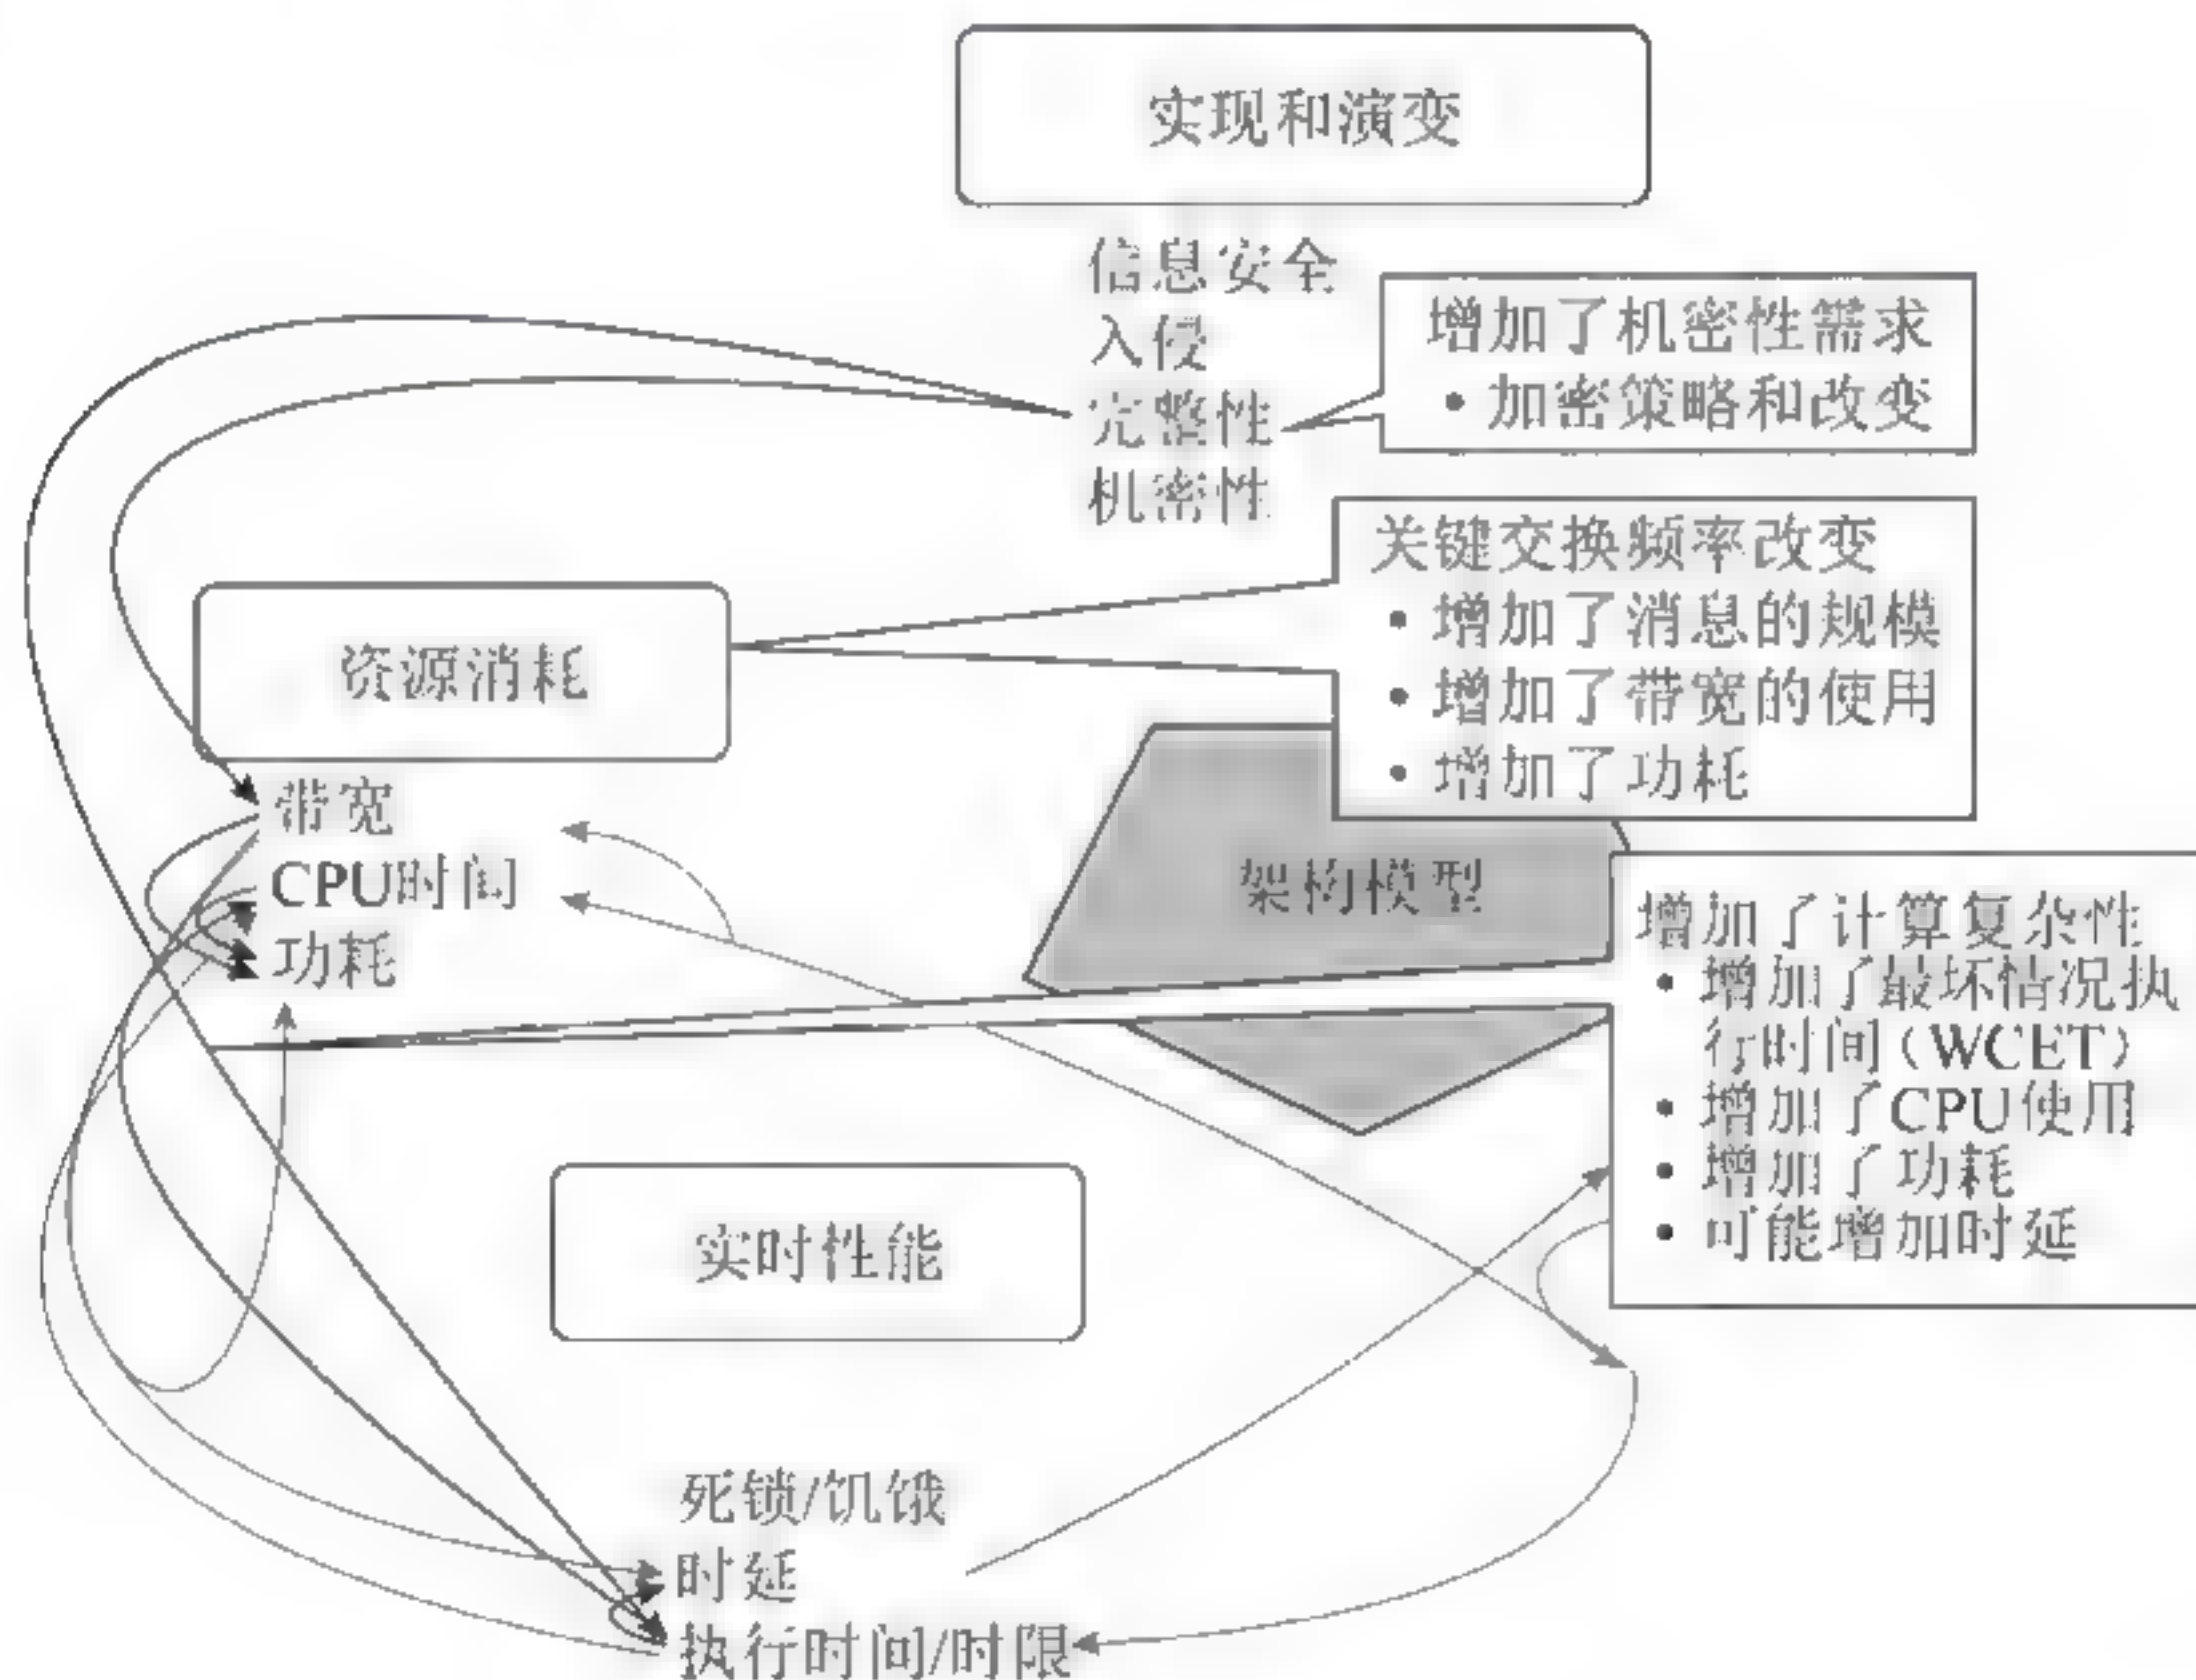 实现和演变
信息安全
入侵
完整性
机密性
增加了机密性需求
• 加密策略和改变
关键交换频率改变
• 增加了消息的规模
• 增加了带宽的使用
• 增加了功耗
资源消耗
带宽
CPU时间
功耗
架构模型
增加了计算复杂性
• 增加了最坏情况执
行时间（WCET）
• 增加了CPU使用
• 增加了功耗
• 可能增加时延
实时性能
死锁/饥饿
时延
执行时间/时限